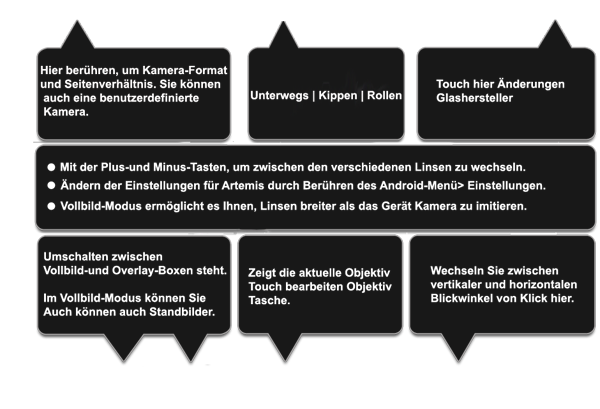 Hier berühren, um Kamera-Format
und Seitenverhältnis. Sie können
auch eine benutzerdefinierte
Kamera.
Unterwegs | Kippen | Rollen
Touch hier Änderungen
Glashersteller
● Mit der Plus-und Minus-Tasten, um zwischen den verschiedenen Linsen zu wechseln.
● Ändern der Einstellungen für Artemis durch Berühren des Android-Menü> Einstellungen.
● Vollbild-Modus ermöglicht es Ihnen, Linsen breiter als das Gerät Kamera zu imitieren.
Umschalten zwischen
Vollbild-und Overlay-Boxen steht.
Im Vollbild-Modus können Sie
Auch können auch Standbilder.
Zeigt die aktuelle Objektiv
Touch bearbeiten Objektiv
Tasche.
Wechseln Sie zwischen
vertikaler und horizontalen
Blickwinkel von Klick hier.